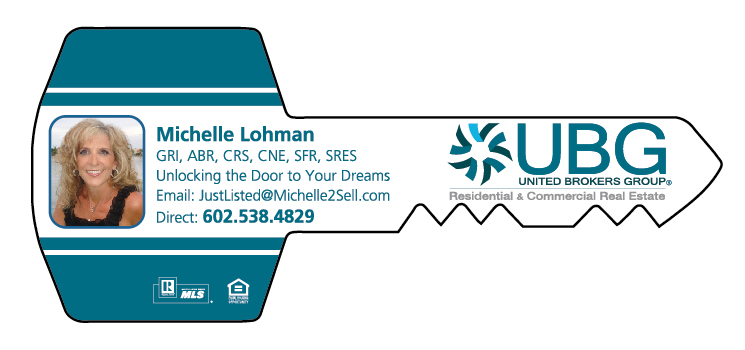 Michelle Lohman
GRI, ABR, CRS, CNE, SFR, SRES
Unlocking the Door to Your Dreams
Email: JustListed@Michelle2Sell.com
Direct: 602.538.4829
UBG
UNITED BROKERS GROUP®
Residential & Commercial Real Estate
R
MLS